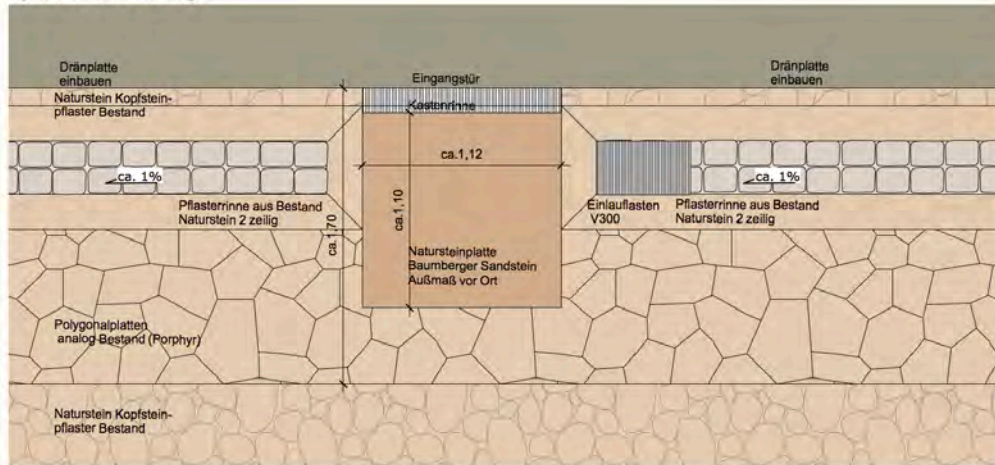 Dränplatte
einbauen
Naturstein Kopfstein-
pflaster Bestand
Eingangstür
Kastenrinne
Dränplatte
einbauen
ca.1,12
ca. 1%
ca. 1%
Pflasterrinne aus Bestand
Naturstein 2 zeilig
Einlauflasten
V300
Pflasterrinne aus Bestand
Naturstein 2 zeilig
ca.1,10
ca.1,70
Natursteinplatte
Baumberger Sandstein
Außmaß vor Ort
Polygonalplatten
analog Bestand (Porphyr)
Naturstein Kopfstein-
pflaster Bestand